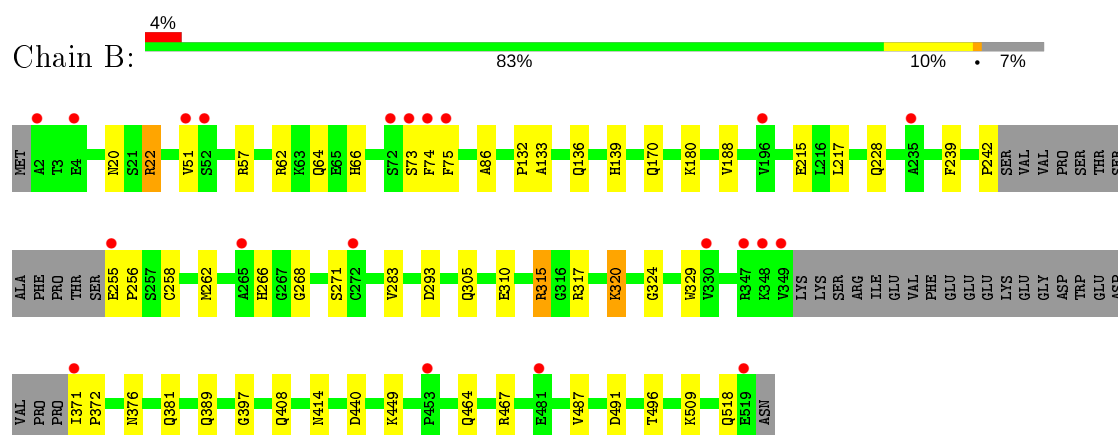 4%
Chain B:
83% 10% • 7%
MET A2 T3 E4 N20 S21 R22 V51 S52 R57 R62 K63 Q64 E65 H66 S72 S73 F74 F75 A86 P132 A133 Q136 H139 Q170 K180 V188 V196 E215 L216 L217 Q228 A235 F239 P242 SER VAL VAL PRO SER THR SER
ALA PHE PRO PRO THR SER E255 P256 S257 C258 M262 A265 H266 G267 G268 S271 C272 V283 D293 Q305 E310 R315 G316 R317 K320 G324 W329 V330 R347 K348 V349 LYS LYS SER ARG ILE GLU VAL PHE GLU GLU GLU LYS GLU GLY ASP TRP GLU ASP
VAL PRO PRO I371 P372 N376 Q381 Q389 G397 Q408 N414 D440 K449 P453 Q464 R467 E481 V487 D491 T496 K509 Q518 E519 ASN